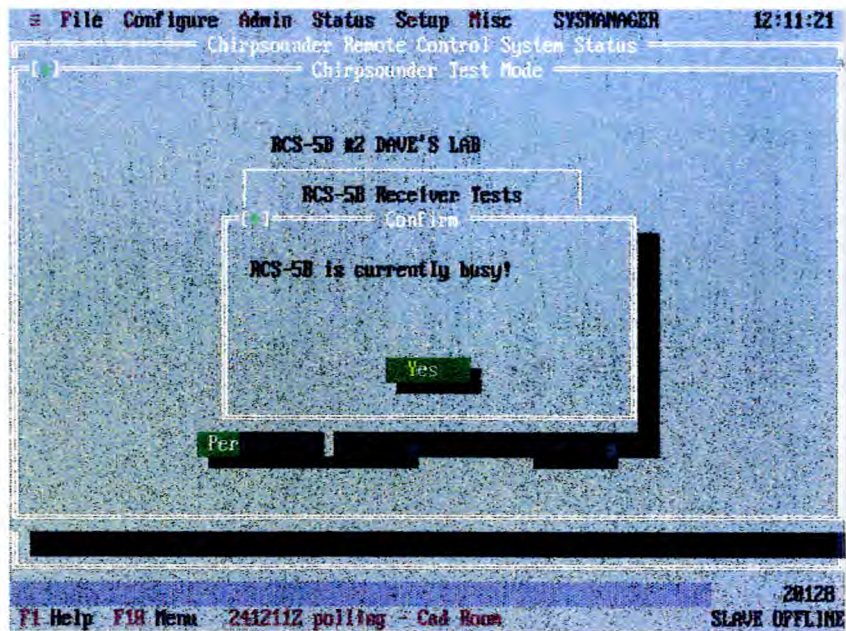 ≡ File Configure Admin Status Setup Misc SYSMANAGER 12:11:21
Chirpsounder Remote Control System Status
Chirpsounder Test Mode
RCS-5B #2 DAVE'S LAB
RCS-5B Receiver Tests
Confirm
RCS-5B is currently busy!
Yes
Per
20128
F1 Help F10 Menu 241211Z polling - Cad Room SLAVE OFFLINE